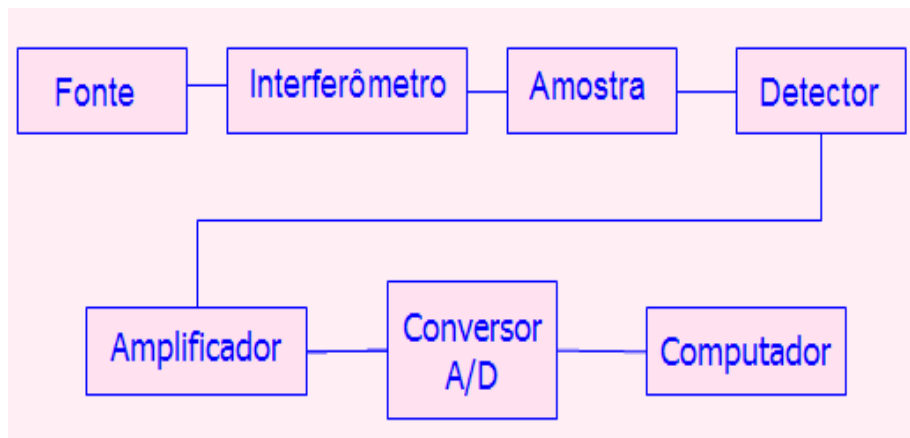 Fonte
Interferômetro
Amostra
Detector
Amplificador
Conversor
A/D
Computador